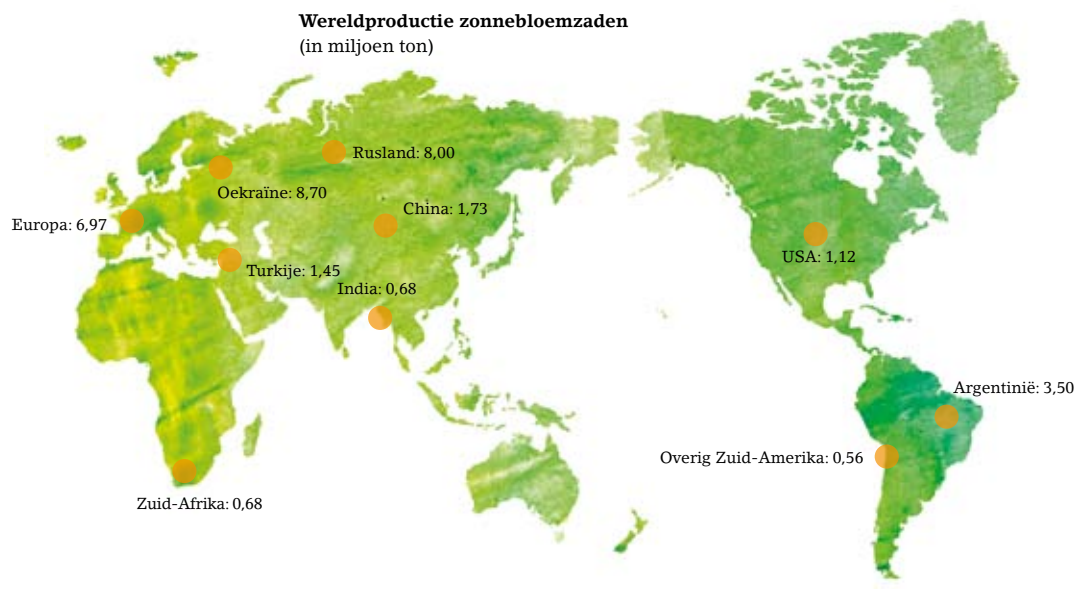 Wereldproductie zonnebloemzaden
(in miljoen ton)
Rusland: 8,00
Oekraïne: 8,70
China: 1,73
Europa: 6,97
USA: 1,12
Turkije: 1,45
India: 0,68
Argentinië: 3,50
Overig Zuid-Amerika: 0,56
Zuid-Afrika: 0,68